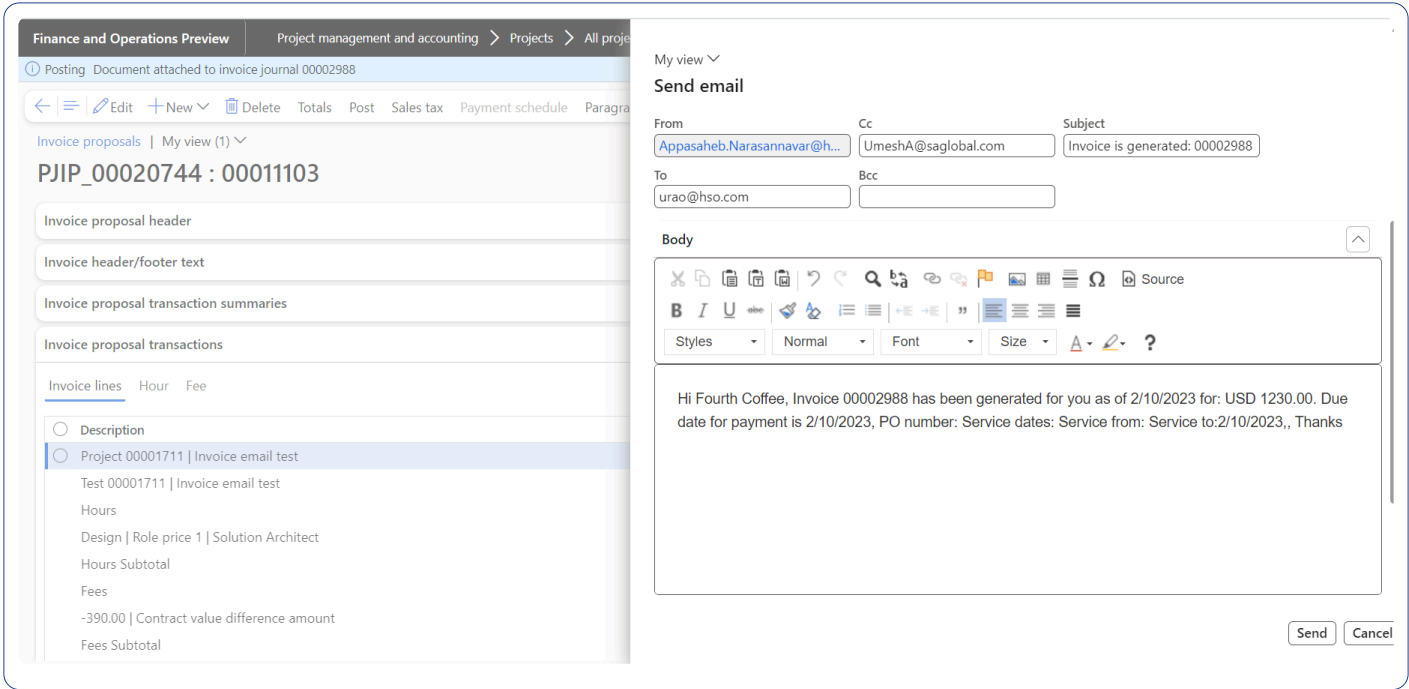 Finance and Operations Preview Project management and accounting Projects All proje
Posting Document attached to invoice journal 00002988
Edit New Delete Totals Post Sales tax Payment schedule Paragra
Invoice proposals | My view (1)
PJIP_00020744 : 00011103
Invoice proposal header
Invoice header/footer text
Invoice proposal transaction summaries
Invoice proposal transactions
Invoice lines Hour Fee
Description
Project 00001711 | Invoice email test
Test 00001711 | Invoice email test
Hours
Design | Role price 1 | Solution Architect
Hours Subtotal
Fees
-390.00 | Contract value difference amount
Fees Subtotal
My view
Send email
From Cc Subject
Appasaheb.Narasannavar@h... UmeshA@saglobal.com Invoice is generated: 00002988
To Bcc
urao@hso.com
Body
Source
B I U abc
Styles Normal Font Size A ?
Hi Fourth Coffee, Invoice 00002988 has been generated for you as of 2/10/2023 for: USD 1230.00. Due
date for payment is 2/10/2023, PO number: Service dates: Service from: Service to:2/10/2023,, Thanks
Send Cancel